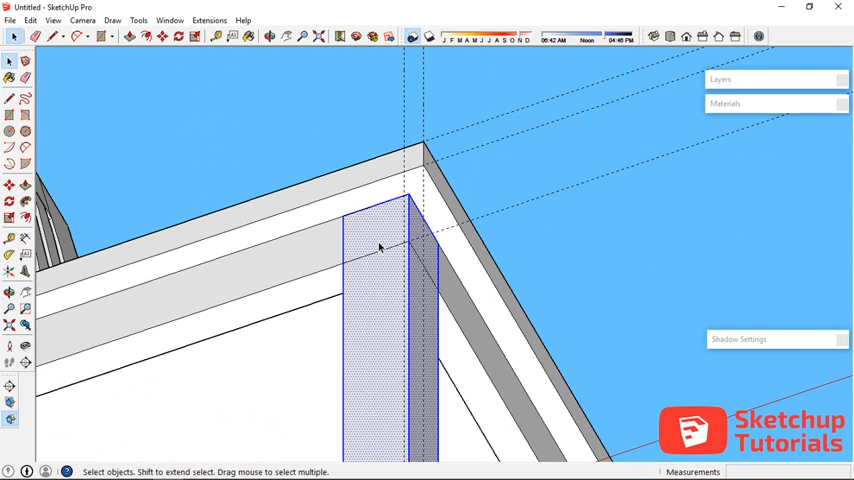 Untitled - SketchUp Pro
File Edit View Camera Draw Tools Window Extensions Help
J F M A M J J A S O N D 06:42 AM Noon 04:46 PM
Layers
Materials
Shadow Settings
Sketchup
Tutorials
Select objects. Shift to extend select. Drag mouse to select multiple.
Measurements